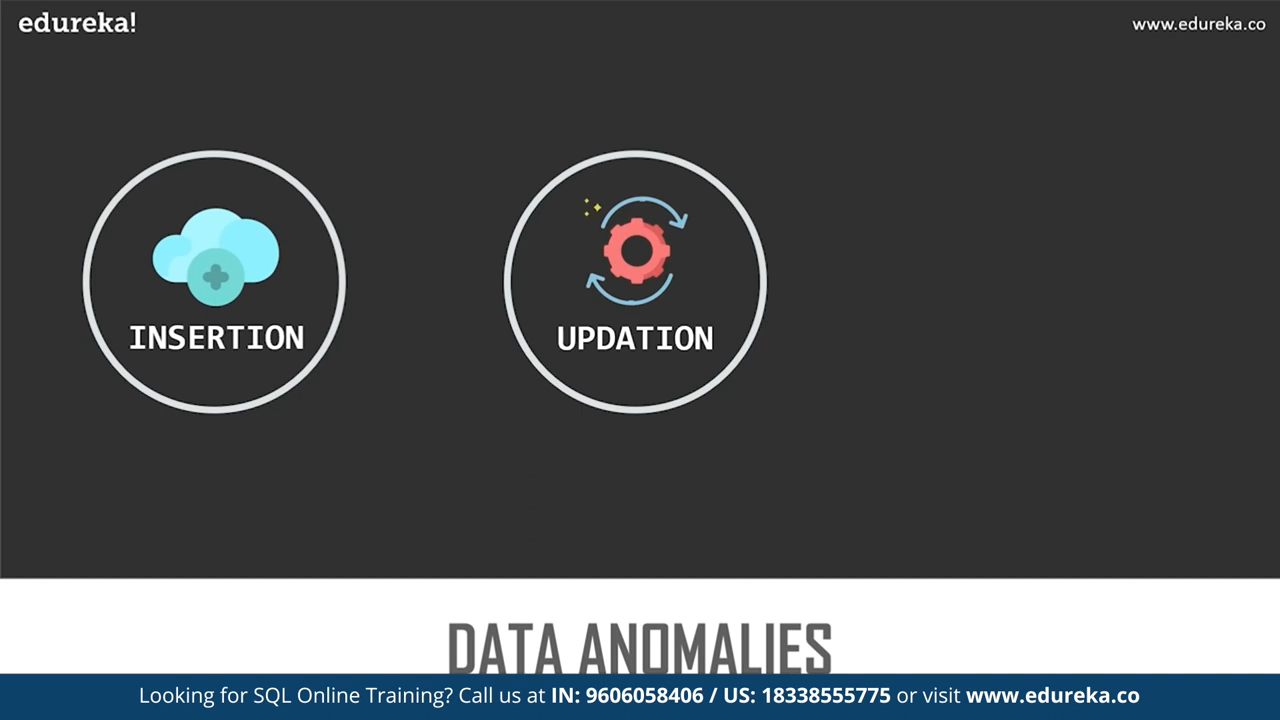 edureka!
www.edureka.co
INSERTION
UPDATION
DATA ANOMALIES
Looking for SQL Online Training? Call us at IN: 9606058406 / US: 18338555775 or visit www.edureka.co